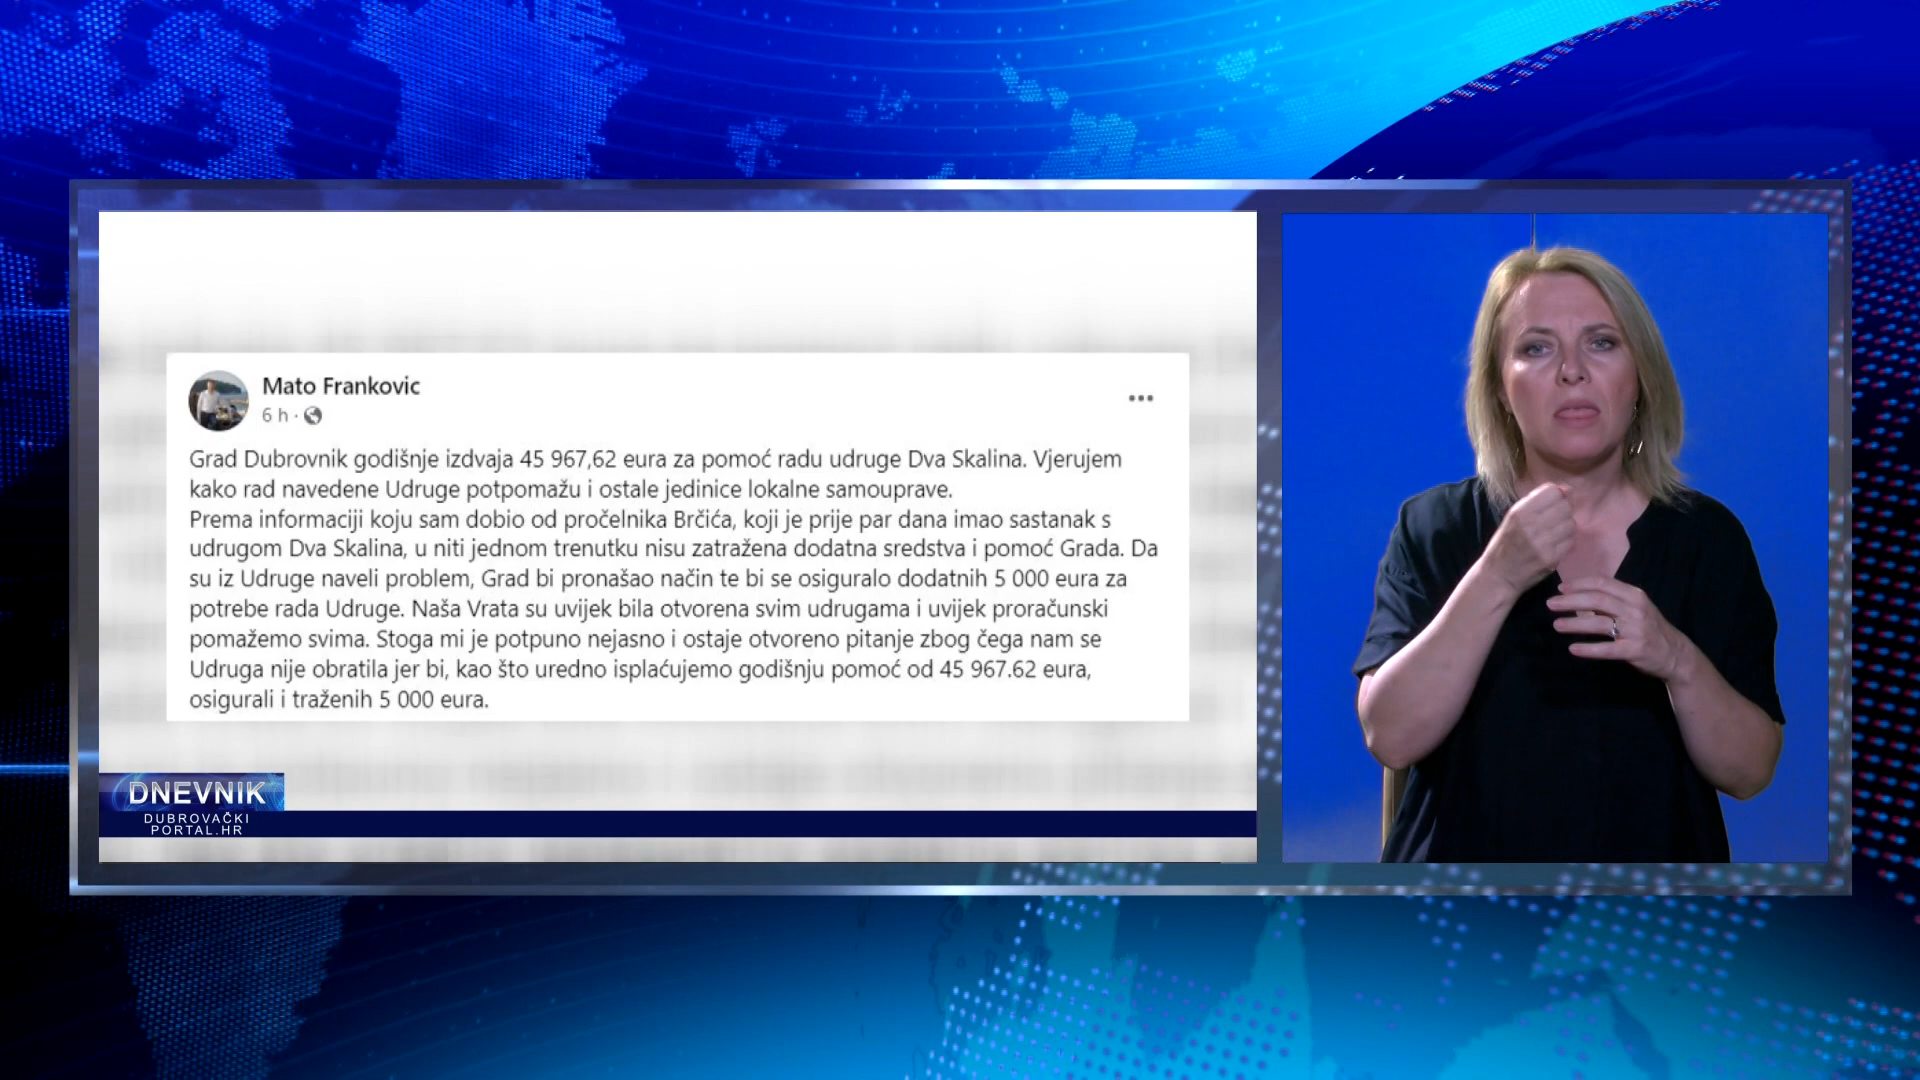 Mato Frankovic
6 h ·
Grad Dubrovnik godišnje izdvaja 45 967,62 eura za pomoć radu udruge Dva Skalina. Vjerujem
kako rad navedene Udruge potpomažu i ostale jedinice lokalne samouprave.
Prema informaciji koju sam dobio od pročelnika Brčića, koji je prije par dana imao sastanak s
udrugom Dva Skalina, u niti jednom trenutku nisu zatražena dodatna sredstva i pomoć Grada. Da
su iz Udruge naveli problem, Grad bi pronašao način te bi se osiguralo dodatnih 5 000 eura za
potrebe rada Udruge. Naša Vrata su uvijek bila otvorena svim udrugama i uvijek proračunski
pomažemo svima. Stoga mi je potpuno nejasno i ostaje otvoreno pitanje zbog čega nam se
Udruga nije obratila jer bi, kao što uredno isplaćujemo godišnju pomoć od 45 967.62 eura,
osigurali i traženih 5 000 eura.
DNEVNIK
DUBROVAČKI
PORTAL.HR